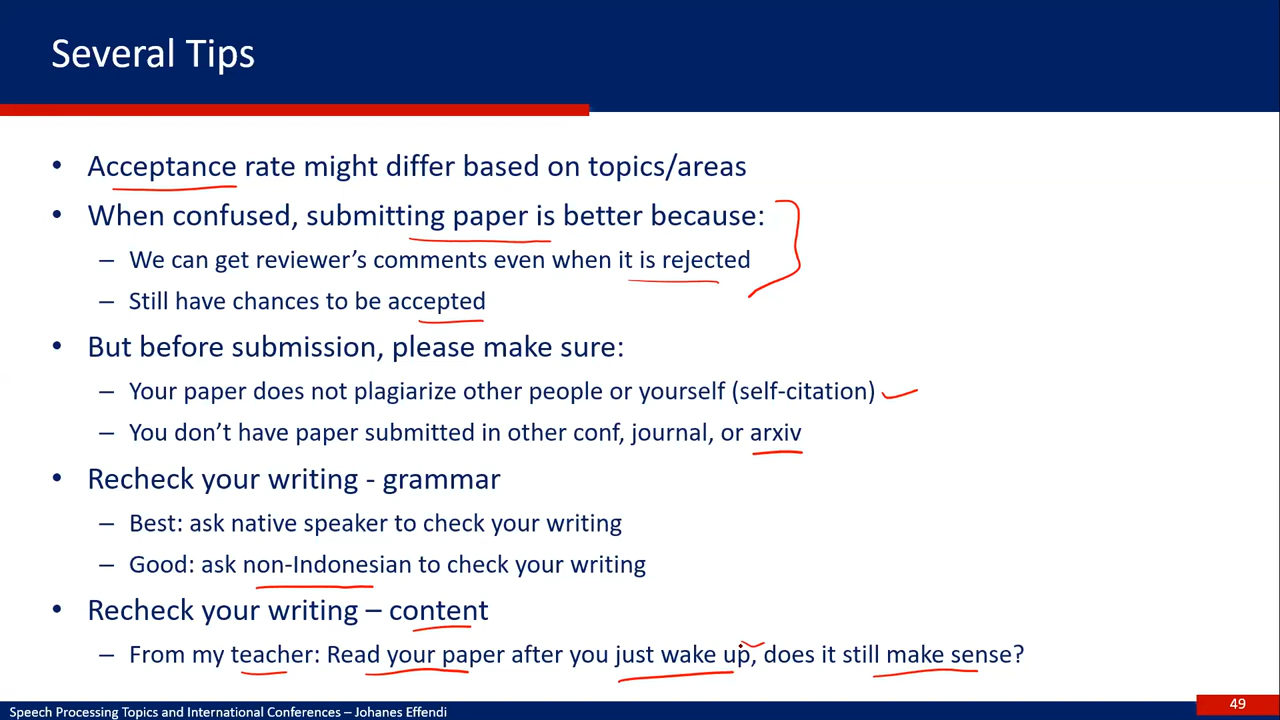 Several Tips
• Acceptance rate might differ based on topics/areas
• When confused, submitting paper is better because:
– We can get reviewer's comments even when it is rejected
– Still have chances to be accepted
• But before submission, please make sure:
– Your paper does not plagiarize other people or yourself (self-citation)
– You don't have paper submitted in other conf, journal, or arxiv
• Recheck your writing - grammar
– Best: ask native speaker to check your writing
– Good: ask non-Indonesian to check your writing
• Recheck your writing – content
– From my teacher: Read your paper after you just wake up, does it still make sense?
Speech Processing Topics and International Conferences – Johanes Effendi
49